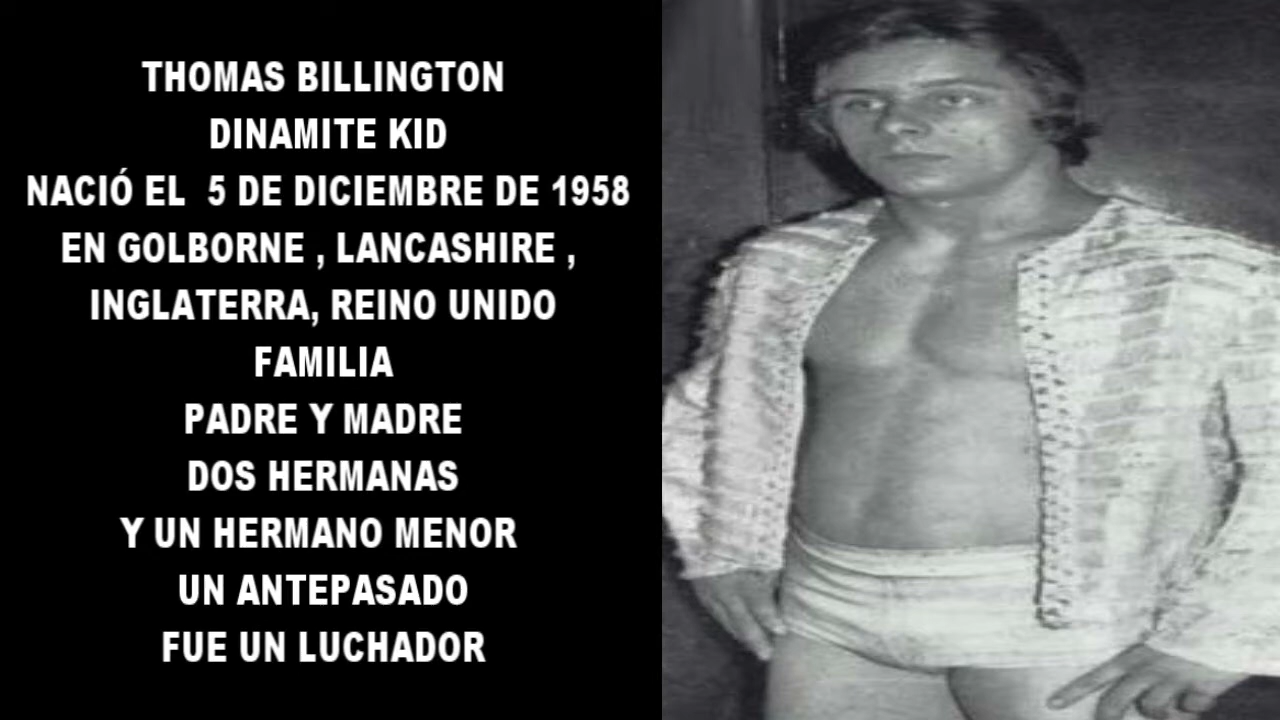 THOMAS BILLINGTON
DINAMITE KID
NACIÓ EL 5 DE DICIEMBRE DE 1958
EN GOLBORNE , LANCASHIRE ,
INGLATERRA, REINO UNIDO
FAMILIA
PADRE Y MADRE
DOS HERMANAS
Y UN HERMANO MENOR
UN ANTEPASADO
FUE UN LUCHADOR